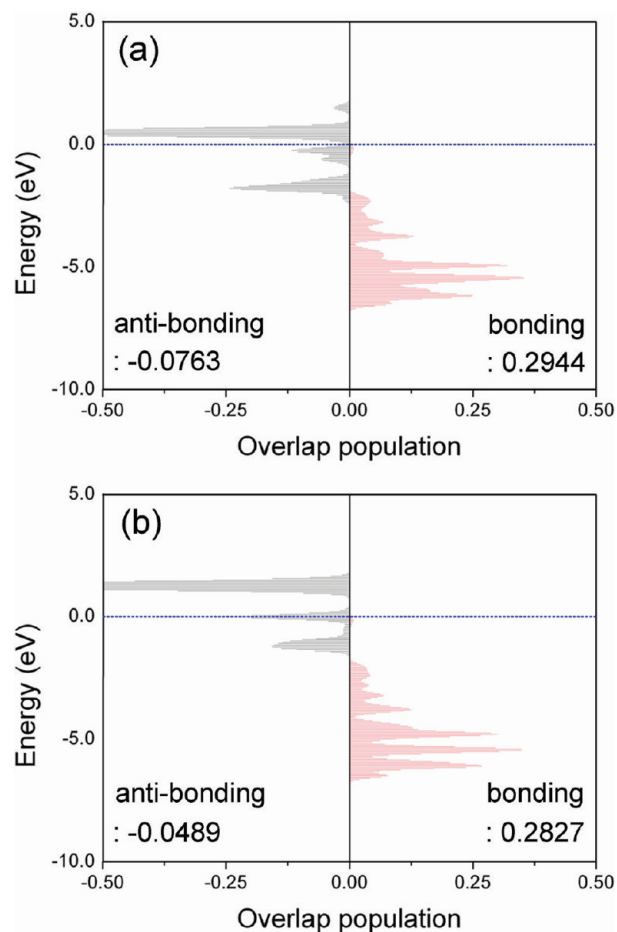 (a)
5.0
0.0
-5.0
-10.0
Energy (eV)
anti-bonding
: -0.0763
bonding
: 0.2944
-0.50 -0.25 0.00 0.25 0.50
Overlap population
(b)
5.0
0.0
-5.0
-10.0
Energy (eV)
anti-bonding
: -0.0489
bonding
: 0.2827
-0.50 -0.25 0.00 0.25 0.50
Overlap population